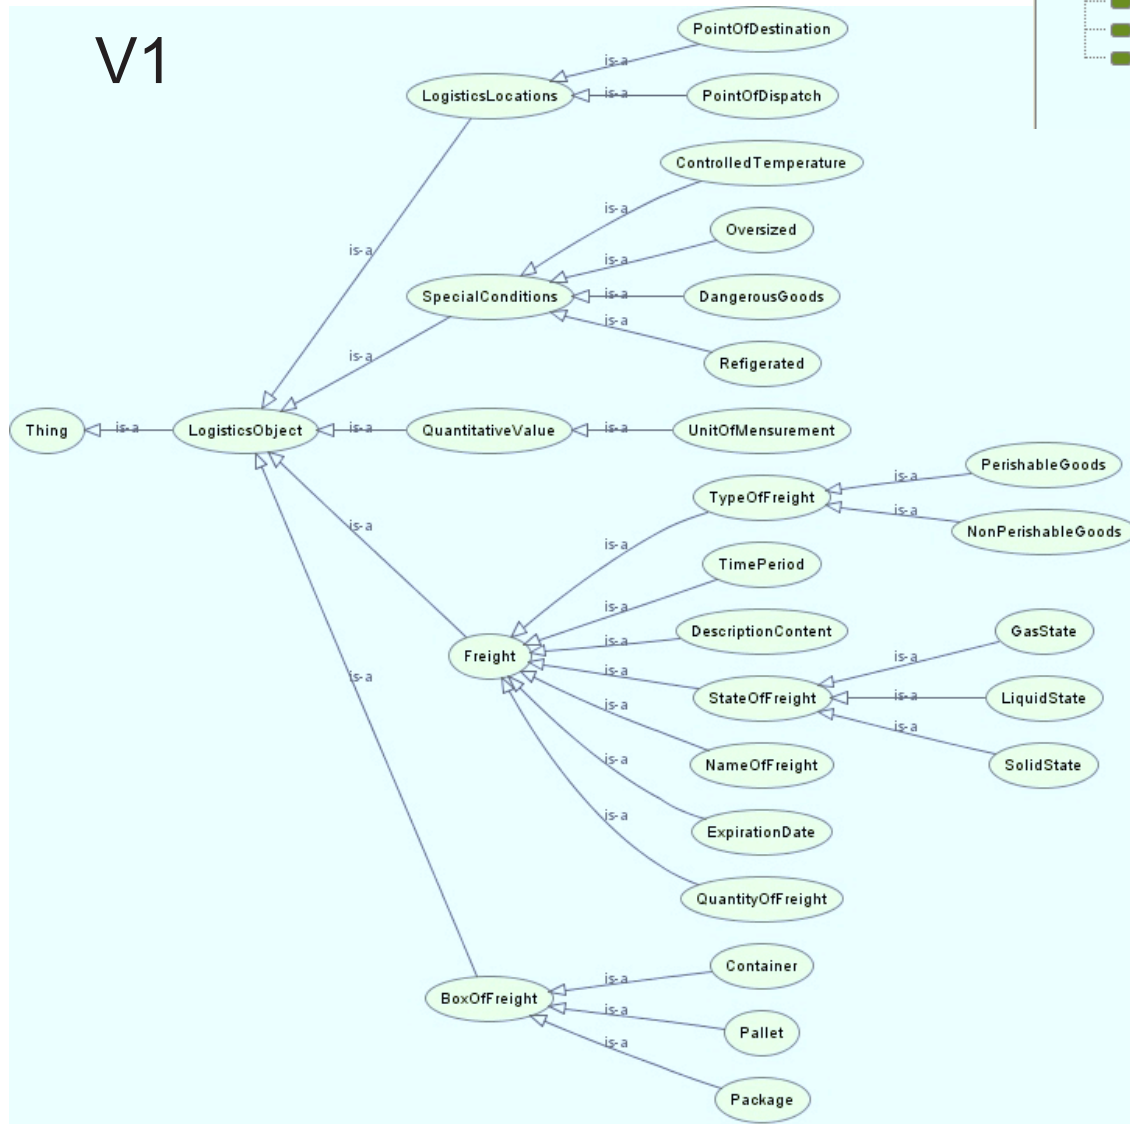 V1
PointOfDestination
is-a
LogisticsLocations
is-a
PointOfDispatch
ControlledTemperature
is-a
Oversized
is-a
is-a
SpecialConditions
is-a
DangerousGoods
is-a
is-a
Refigerated
Thing
is-a
LogisticsObject
is-a
QuantitativeValue
is-a
UnitOfMensurement
PerishableGoods
is-a
TypeOfFreight
is-a
NonPerishableGoods
is-a
is-a
TimePeriod
is-a
DescriptionContent
GasState
is-a
is-a
Freight
is-a
StateOfFreight
is-a
LiquidState
is-a
is-a
is-a
NameOfFreight
SolidState
is-a
ExpirationDate
is-a
QuantityOfFreight
Container
is-a
BoxOfFreight
is-a
Pallet
is-a
Package